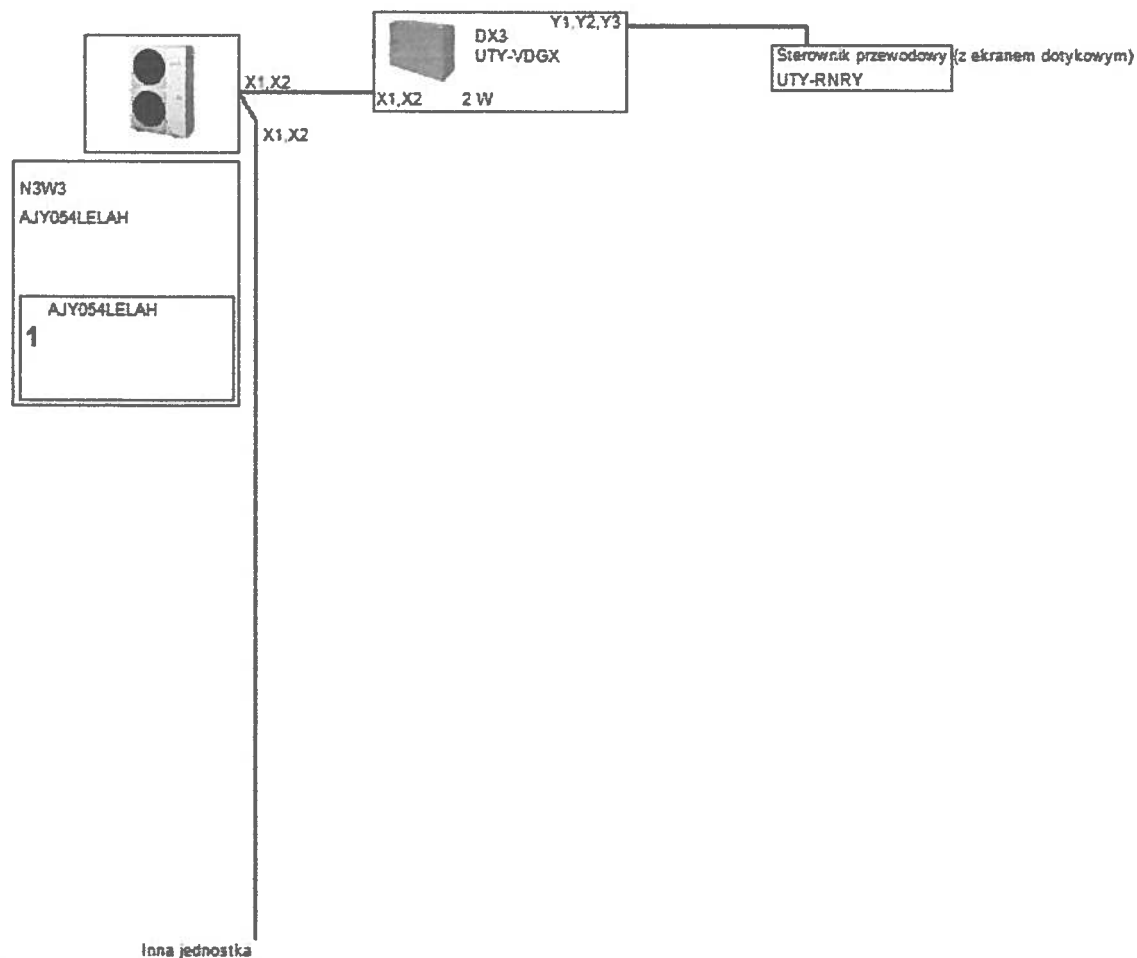 Y1,Y2,Y3
DX3
UTY-VDGX
X1,X2
2 W
Sterownik przewodowy (z ekranem dotykowym)
UTY-RNRY
X1,X2
X1,X2
N3W3
AJY054LELAH
AJY054LELAH
1
Inna jednostka